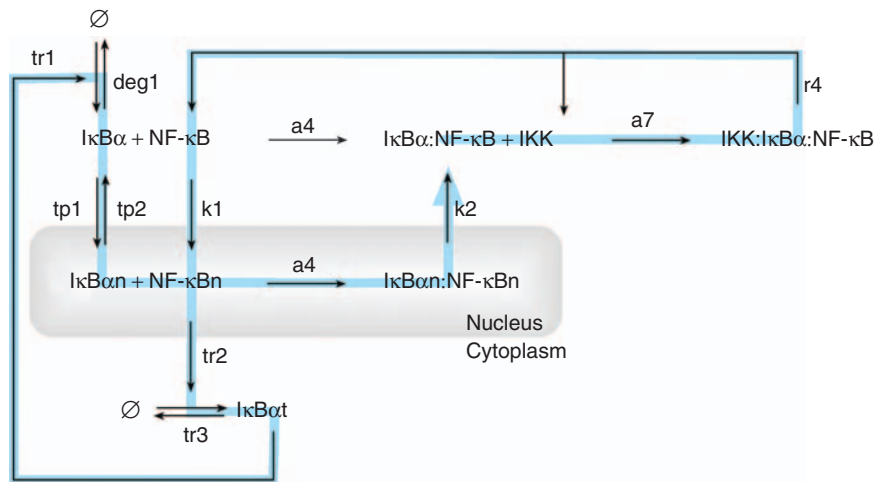 ∅
tr1
deg1
r4
IκBα + NF-κB
a4
IκBα:NF-κB + IKK
a7
IKK:IκBα:NF-κB
tp1
tp2
k1
k2
IκBαn + NF-κBn
a4
IκBαn:NF-κBn
Nucleus
Cytoplasm
tr2
∅
IκBαt
tr3